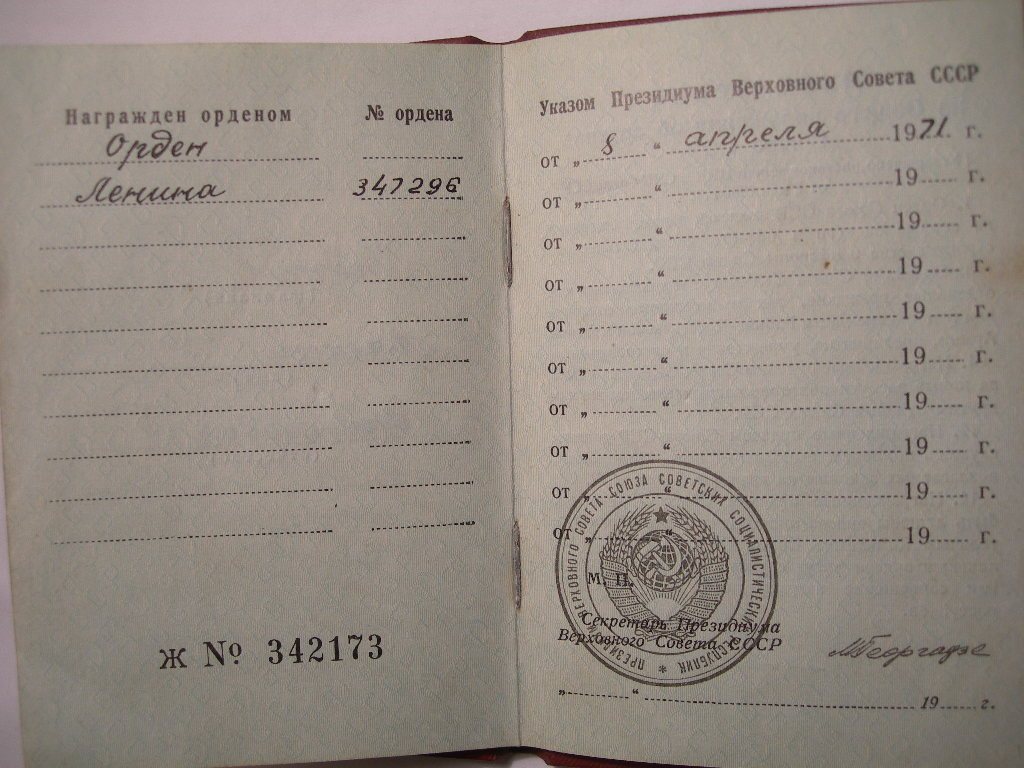 Награжден орденом № ордена
Орден
Ленина 347296
Ж № 342173
Указом Президиума Верховного Совета СССР
от „ 8 “ апреля 1971. г.
от „ “ 19 г.
от „ “ 19 г.
от „ “ 19 г.
от „ “ 19 г.
от „ “ 19 г.
от „ “ 19 г.
от „ “ 19 г.
от „ “ 19 г.
от „ “ 19 г.
ПРЕЗИДИУМ ВЕРХОВНОГО СОВЕТА СОЮЗА СОВЕТСКИХ СОЦИАЛИСТИЧЕСКИХ РЕСПУБЛИК *
М. П.
Секретарь Президиума
Верховного Совета СССР
МГеоргадзе
„ “ 19 г.